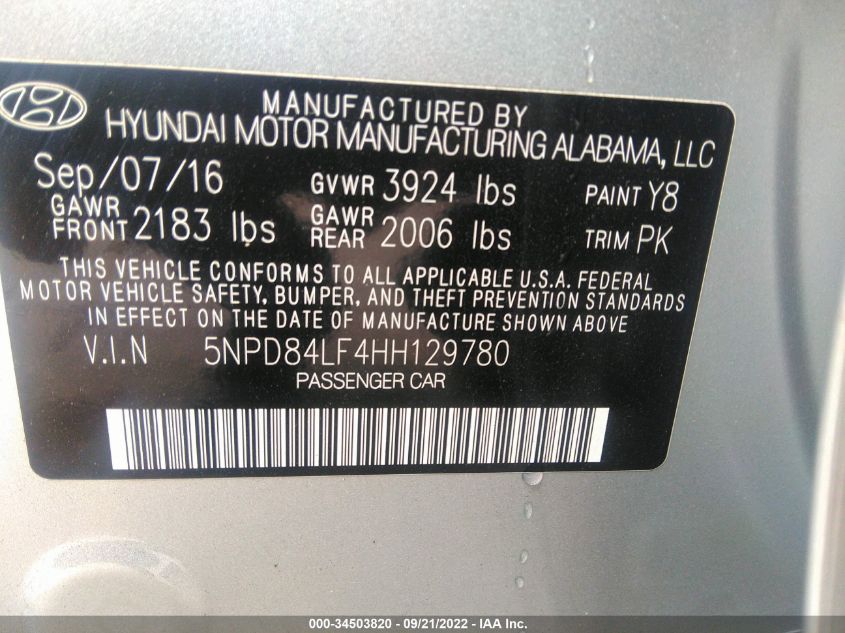 MANUFACTURED BY
HYUNDAI MOTOR MANUFACTURING ALABAMA, LLC
Sep/07/16 GVWR 3924 lbs PAINT Y8
GAWR FRONT 2183 lbs GAWR REAR 2006 lbs TRIM PK
THIS VEHICLE CONFORMS TO ALL APPLICABLE U.S.A. FEDERAL
MOTOR VEHICLE SAFETY, BUMPER, AND THEFT PREVENTION STANDARDS
IN EFFECT ON THE DATE OF MANUFACTURE SHOWN ABOVE
V.I.N 5NPD84LF4HH129780
PASSENGER CAR
000-34503820 - 09/21/2022 - IAA Inc.